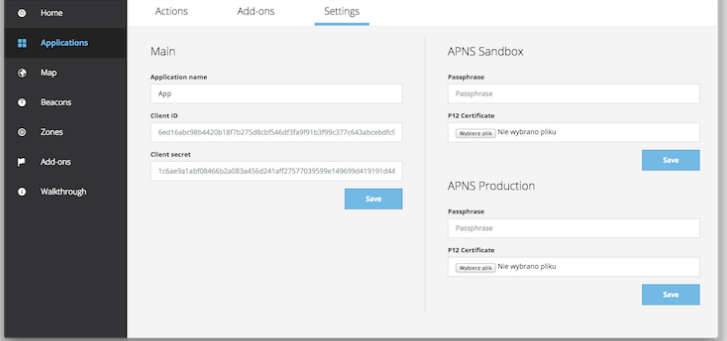 Home
Applications
Map
Beacons
Zones
Add-ons
Walkthrough
Actions
Add-ons
Settings
Main
Application name
App
Client ID
6ed16abc98b4420b18f7b275d8cbf546df3fa9f91b3f99c377c643abcebdfc9
Client secret
1c6ae9a1abf08466b2a083a456d241aff27577039599e149699d419191d44
Save
APNS Sandbox
Passphrase
Passphrase
P12 Certificate
Wybierz plik Nie wybrano pliku
Save
APNS Production
Passphrase
Passphrase
P12 Certificate
Wybierz plik Nie wybrano pliku
Save